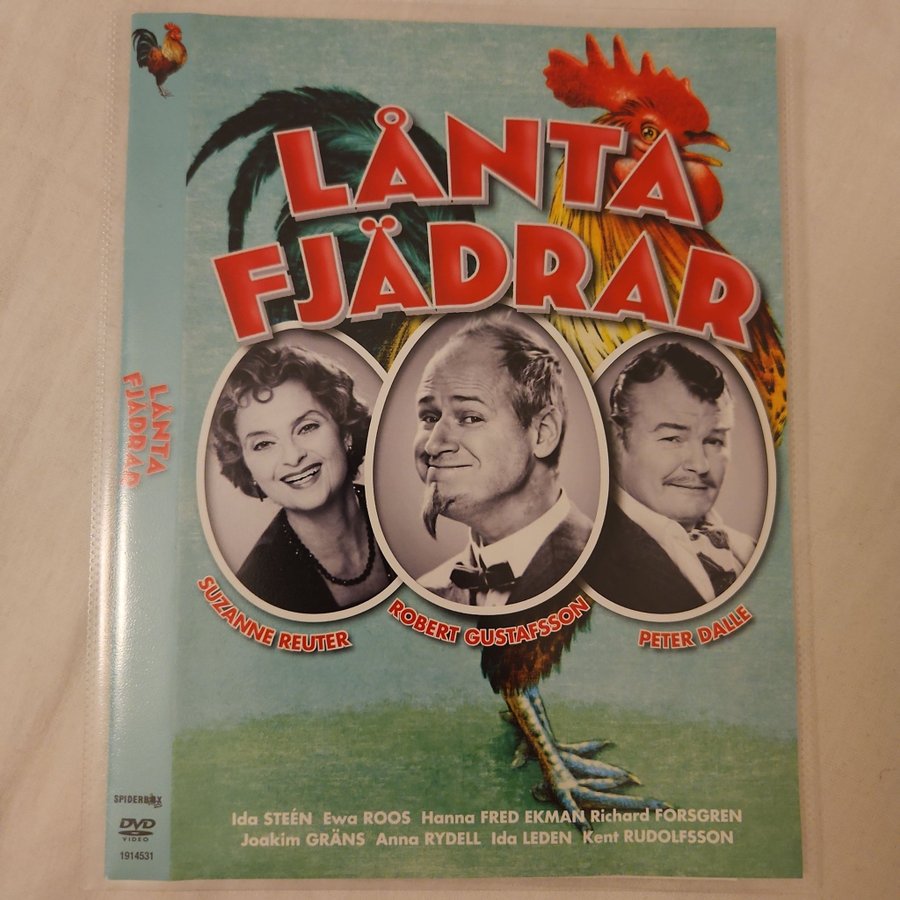 LÅNTA
FJÄDRAR
LÅNTA
FJÄDRAR
SUZANNE REUTER
ROBERT GUSTAFSSON
PETER DALLE
Ida STEÉN Ewa ROOS Hanna FRED EKMAN Richard FORSGREN
Joakim GRÄNS Anna RYDELL Ida LEDEN Kent RUDOLFSSON
SPIDERBOX
DVD
VIDEO
1914531